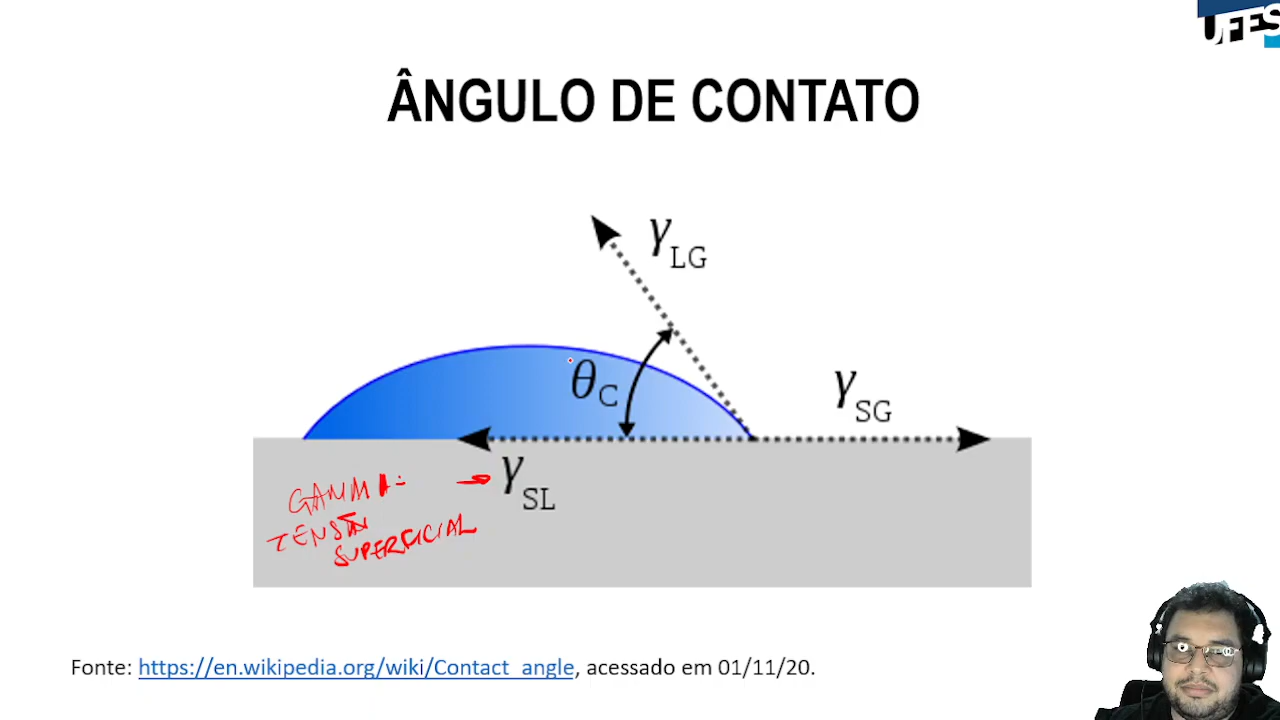 UFES
ÂNGULO DE CONTATO
γLG
θC
γSG
γSL
GAMMA:
TENSÃO
SUPERFICIAL
Fonte: https://en.wikipedia.org/wiki/Contact_angle, acessado em 01/11/20.